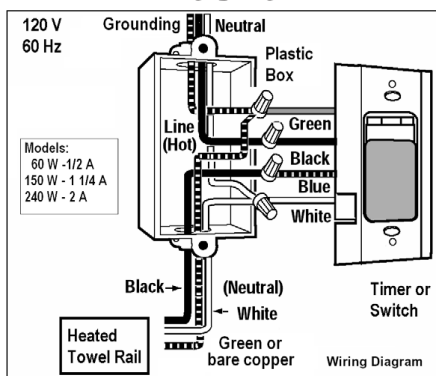 120 V
60 Hz
Grounding
Neutral
Plastic
Box
Line
(Hot)
Green
Models:
60 W -1/2 A
150 W - 1 1/4 A
240 W - 2 A
Black
Blue
White
Black
(Neutral)
White
Timer or
Switch
Heated
Towel Rail
Green or
bare copper
Wiring Diagram